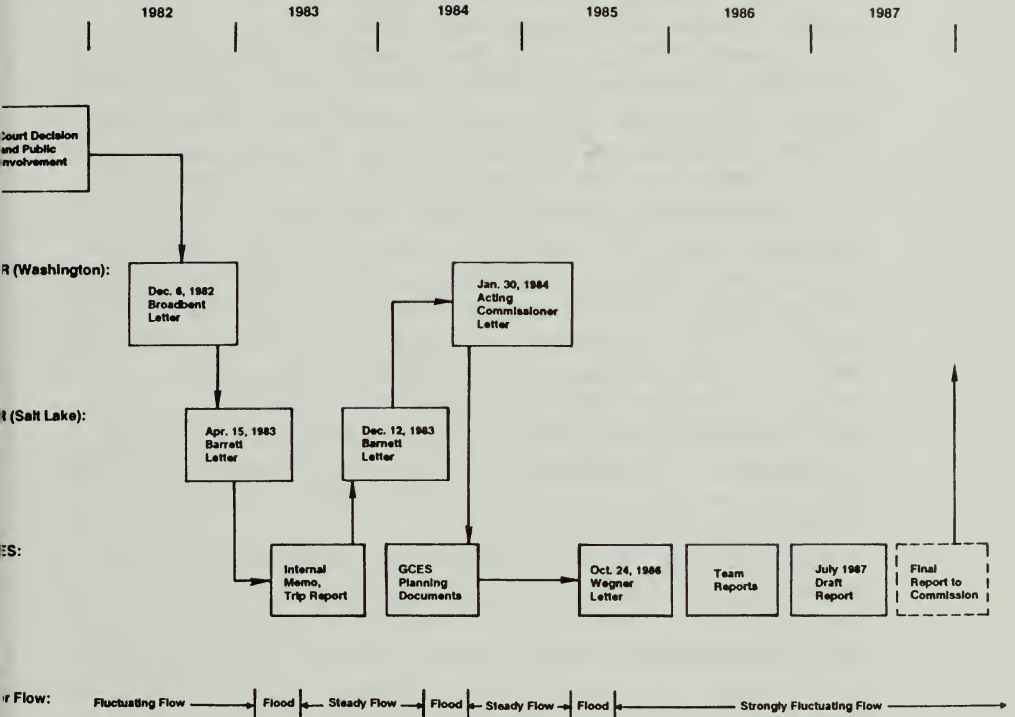 1982 1983 1984 1985 1986 1987
Court Decision
and Public
nvolvement
R (Washington):
Dec. 6, 1982
Broadbent
Letter
Jan. 30, 1984
Acting
Commissioner
Letter
R (Salt Lake):
Apr. 15, 1983
Barrett
Letter
Dec. 12, 1983
Barnett
Letter
ES:
Internal
Memo,
Trip Report
GCES
Planning
Documents
Oct. 24, 1986
Wegner
Letter
Team
Reports
July 1987
Draft
Report
Final
Report to
Commission
r Flow: Fluctuating Flow Flood Steady Flow Flood Steady Flow Flood Strongly Fluctuating Flow